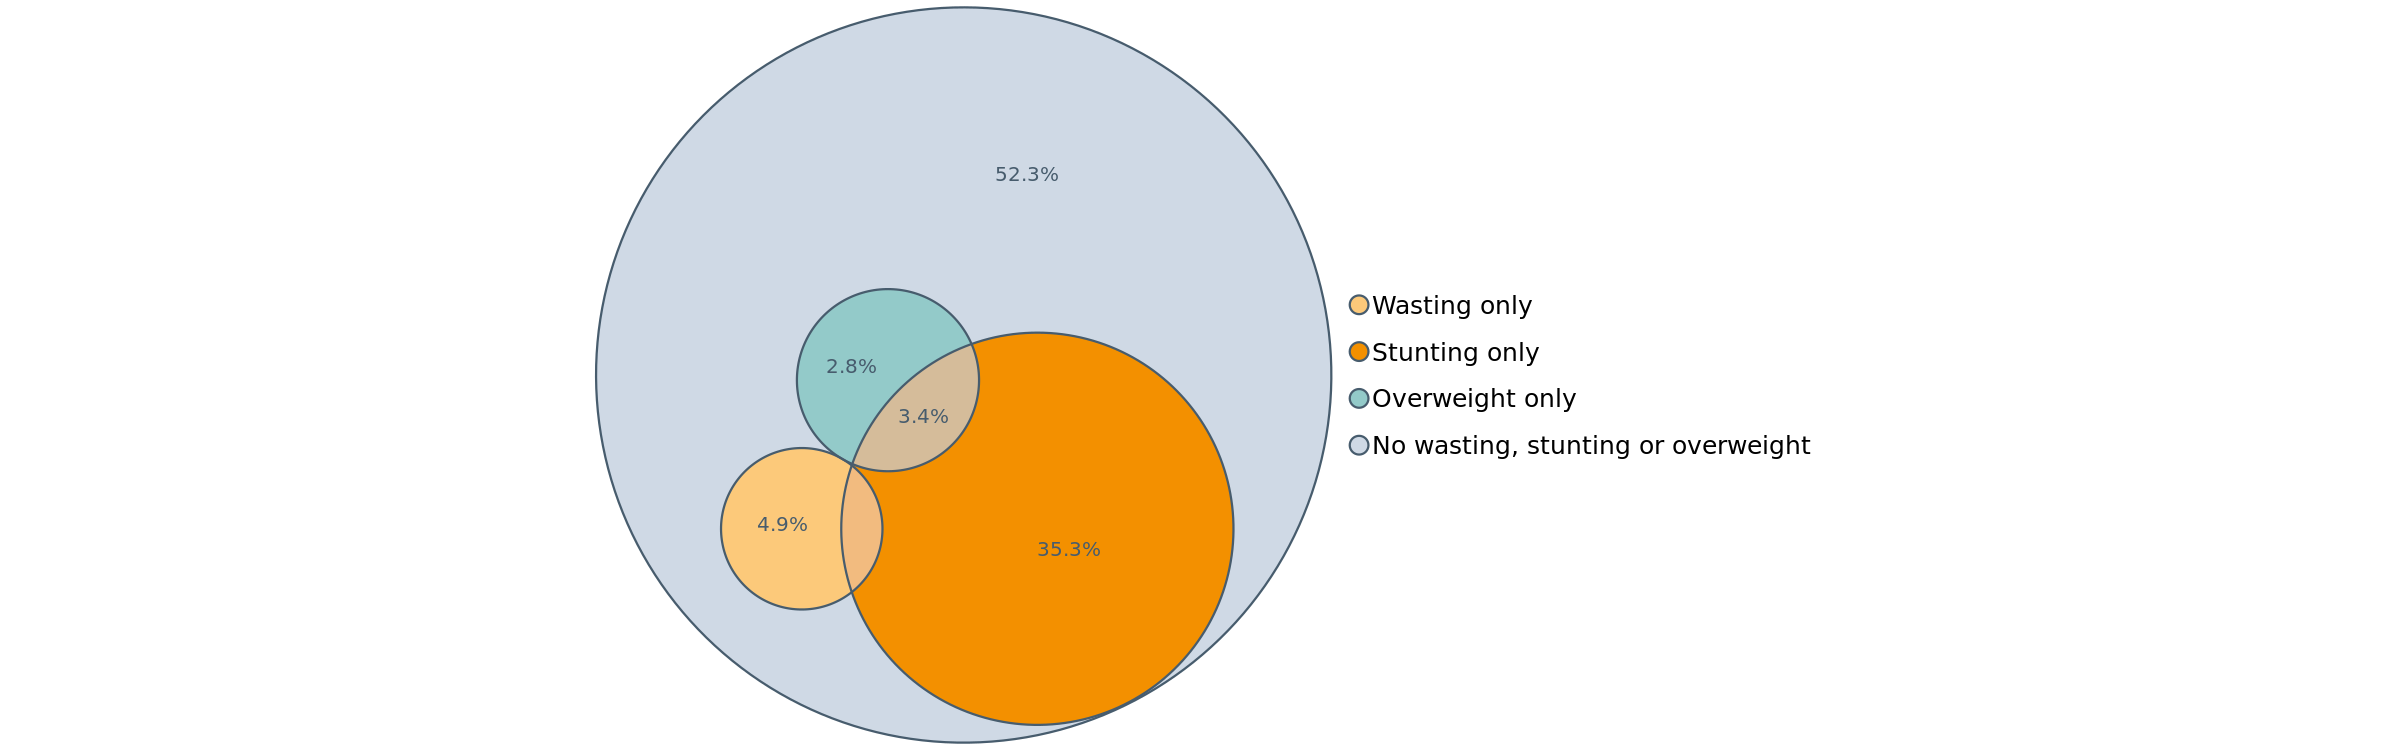 52.3%
2.8%
3.4%
4.9%
35.3%
Wasting only
Stunting only
Overweight only
No wasting, stunting or overweight